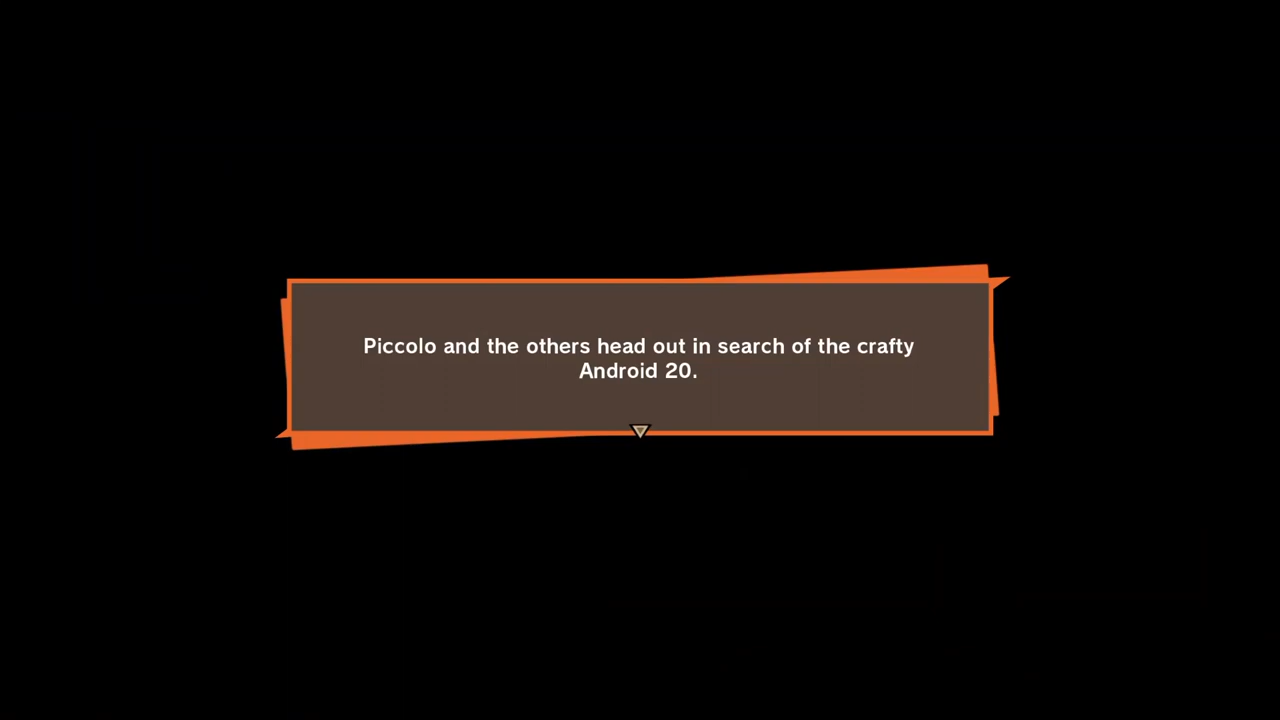 Piccolo and the others head out in search of the crafty
Android 20.